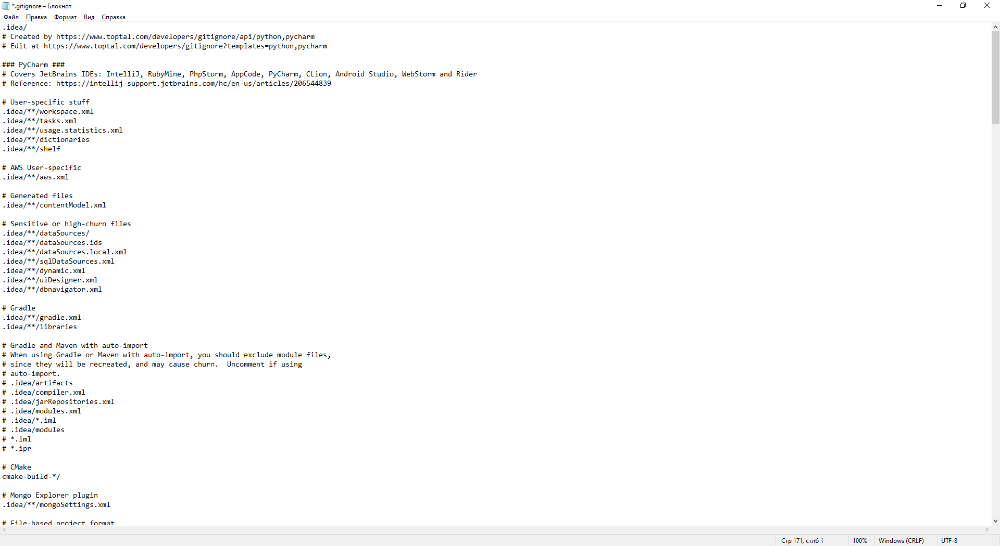 *.gitignore – Блокнот
Файл Правка Формат Вид Справка
.idea/
# Created by https://www.toptal.com/developers/gitignore/api/python,pycharm
# Edit at https://www.toptal.com/developers/gitignore?templates=python,pycharm
### PyCharm ###
# Covers JetBrains IDEs: IntelliJ, RubyMine, PhpStorm, AppCode, PyCharm, CLion, Android Studio, WebStorm and Rider
# Reference: https://intellij-support.jetbrains.com/hc/en-us/articles/206544839
# User-specific stuff
.idea/**/workspace.xml
.idea/**/tasks.xml
.idea/**/usage.statistics.xml
.idea/**/dictionaries
.idea/**/shelf
# AWS User-specific
.idea/**/aws.xml
# Generated files
.idea/**/contentModel.xml
# Sensitive or high-churn files
.idea/**/dataSources/
.idea/**/dataSources.ids
.idea/**/dataSources.local.xml
.idea/**/sqlDataSources.xml
.idea/**/dynamic.xml
.idea/**/uiDesigner.xml
.idea/**/dbnavigator.xml
# Gradle
.idea/**/gradle.xml
.idea/**/libraries
# Gradle and Maven with auto-import
# When using Gradle or Maven with auto-import, you should exclude module files,
# since they will be recreated, and may cause churn.  Uncomment if using
# auto-import.
# .idea/artifacts
# .idea/compiler.xml
# .idea/jarRepositories.xml
# .idea/modules.xml
# .idea/*.iml
# .idea/modules
# *.iml
# *.ipr
# CMake
cmake-build-*/
# Mongo Explorer plugin
.idea/**/mongoSettings.xml
# File-based project format
Стр 171, стлб 1 100% Windows (CRLF) UTF-8